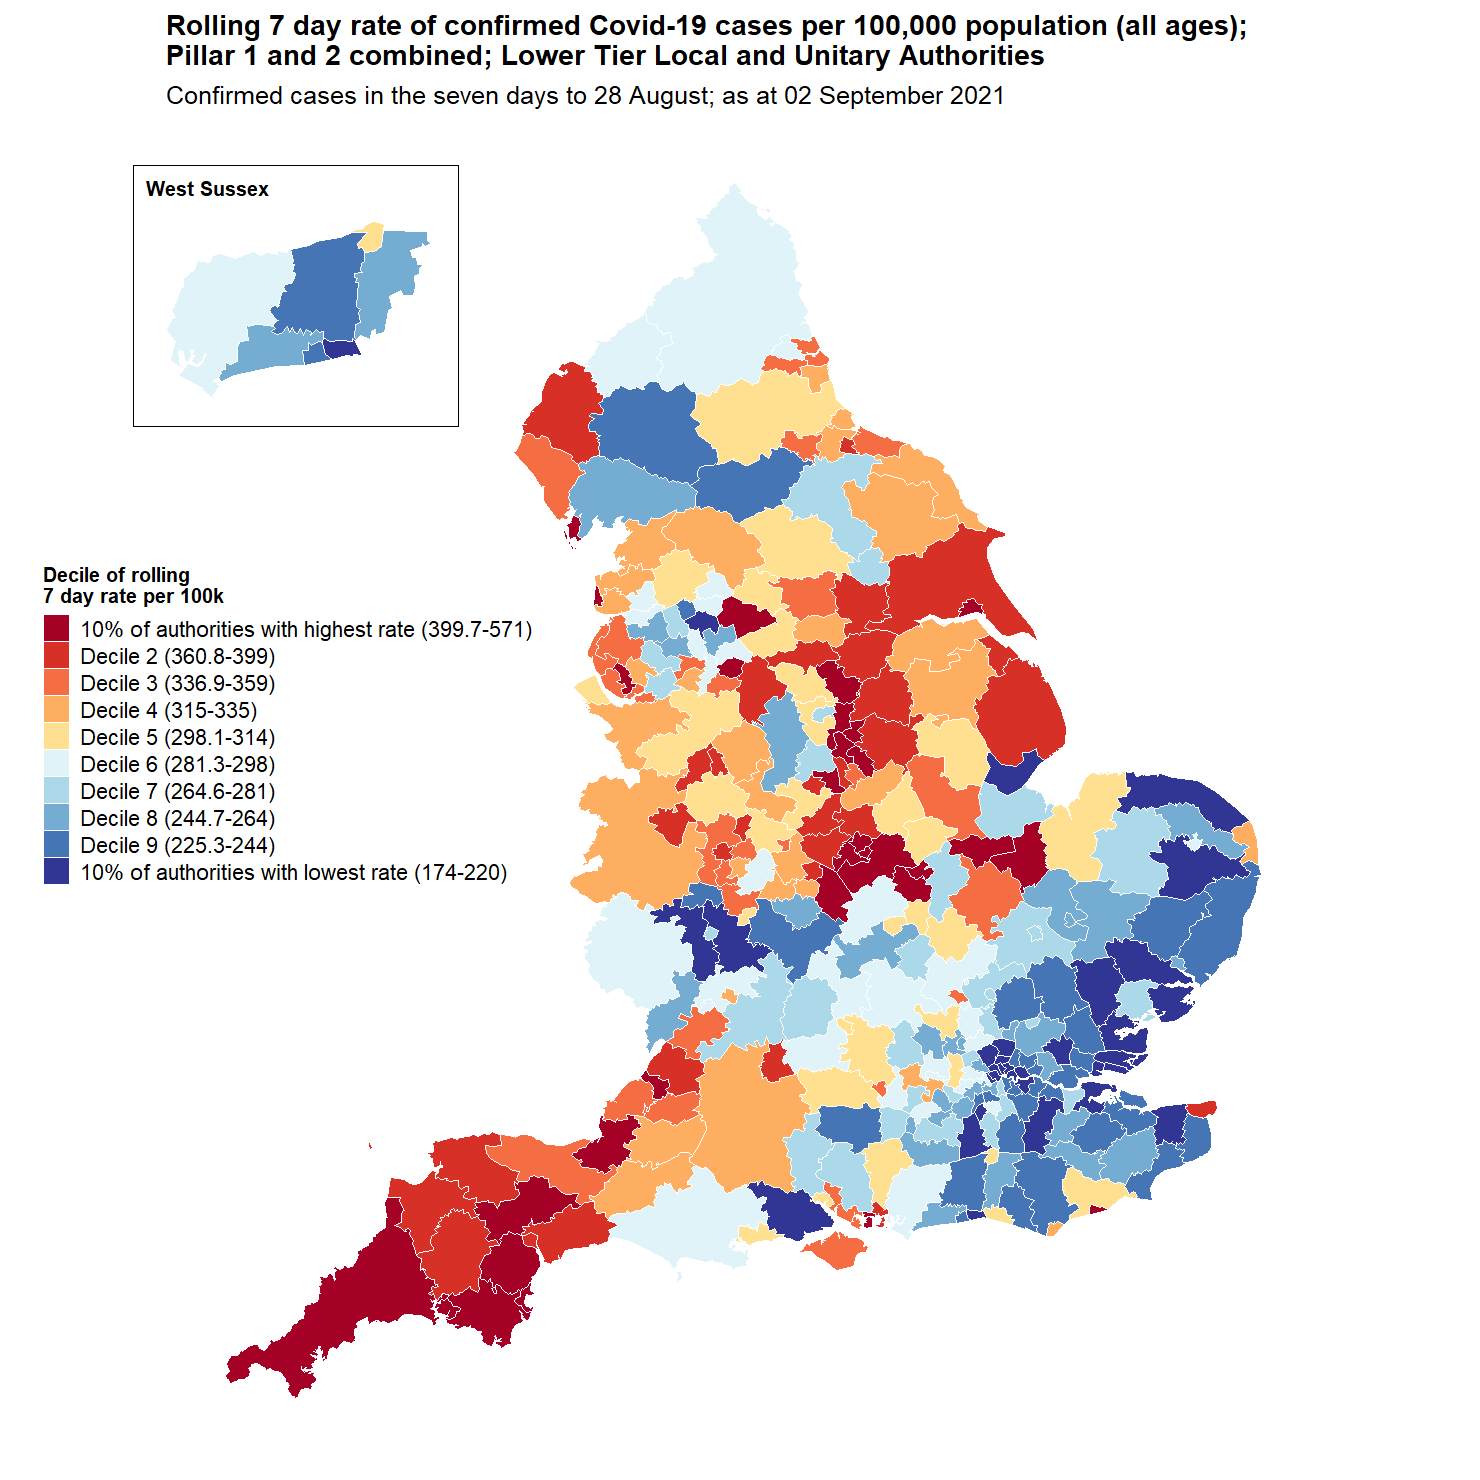 Rolling 7 day rate of confirmed Covid-19 cases per 100,000 population (all ages);
Pillar 1 and 2 combined; Lower Tier Local and Unitary Authorities
Confirmed cases in the seven days to 28 August; as at 02 September 2021
West Sussex
Decile of rolling
7 day rate per 100k
10% of authorities with highest rate (399.7-571)
Decile 2 (360.8-399)
Decile 3 (336.9-359)
Decile 4 (315-335)
Decile 5 (298.1-314)
Decile 6 (281.3-298)
Decile 7 (264.6-281)
Decile 8 (244.7-264)
Decile 9 (225.3-244)
10% of authorities with lowest rate (174-220)